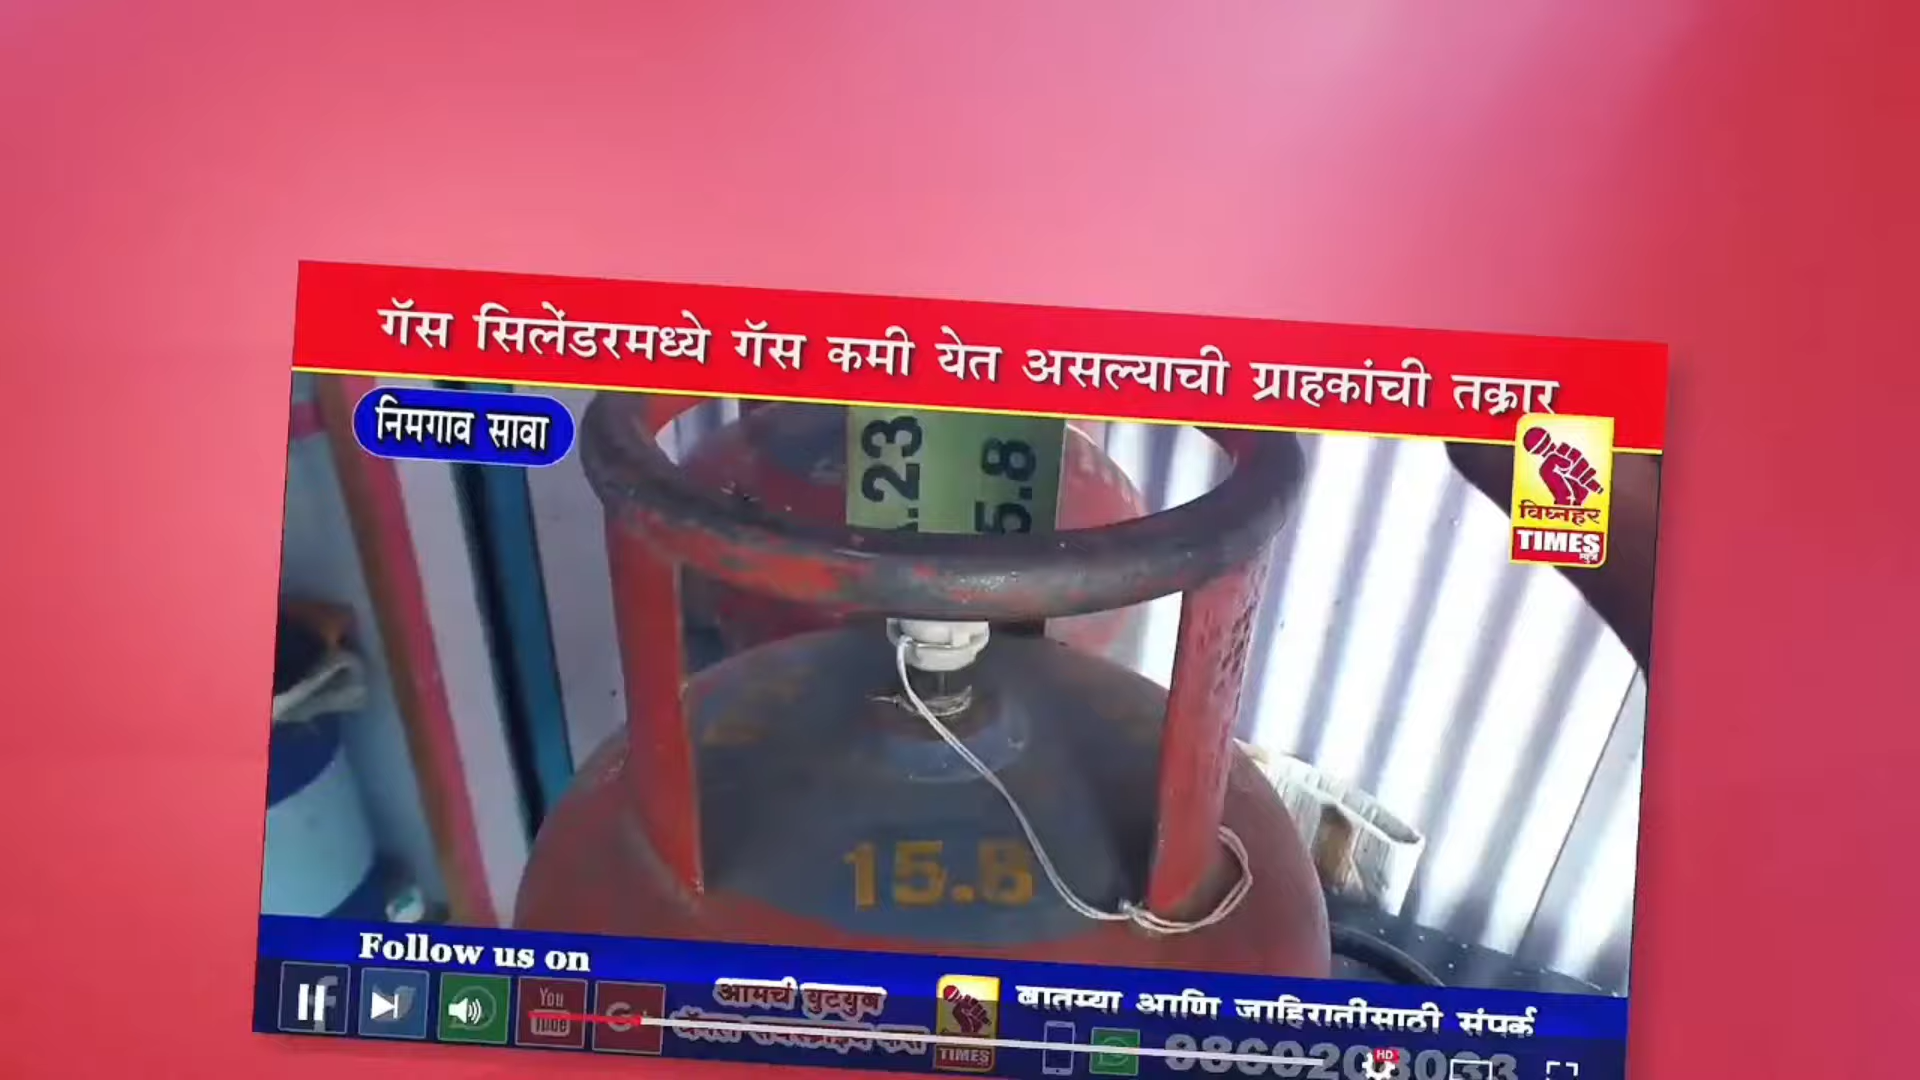 गॅस सिलेंडरमध्ये गॅस कमी येत असल्याची ग्राहकांची तक्रार
निमगाव सावा
.23
5.8
विघ्नहर
TIMES
न्यूज
15.8
Follow us on
You
Tube
आमचे युट्युब
TIMES
बातम्या आणि जाहिरातीसाठी संपर्क
HD